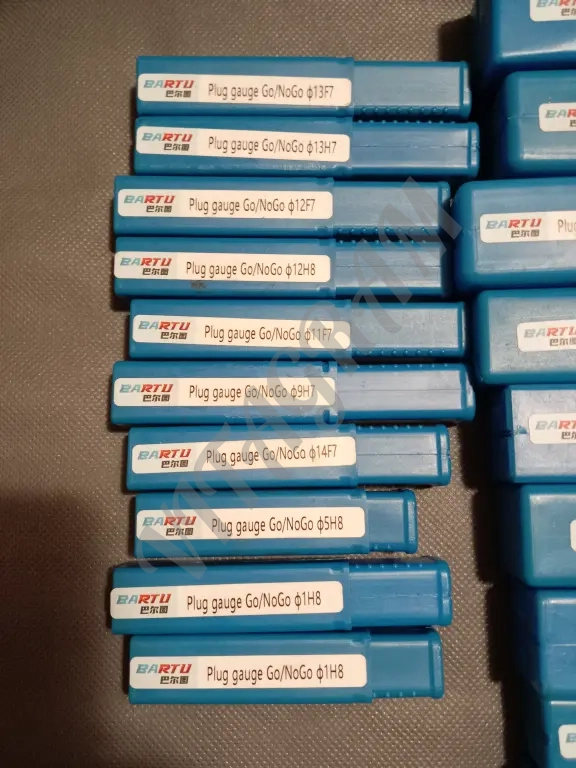 BARTU
巴尔图
Plug gauge Go/NoGo ϕ13F7
BARTU
巴尔图
Plug gauge Go/NoGo ϕ13H7
BARTU
巴尔图
Plug gauge Go/NoGo ϕ12F7
BARTU
巴尔图
Plug gauge Go/NoGo ϕ12H8
BARTU
巴尔图
Plug gauge Go/NoGo ϕ11F7
BARTU
巴尔图
Plug gauge Go/NoGo ϕ9H7
BARTU
巴尔图
Plug gauge Go/NoGo ϕ14F7
BARTU
巴尔图
Plug gauge Go/NoGo ϕ5H8
BARTU
巴尔图
Plug gauge Go/NoGo ϕ1H8
BARTU
巴尔图
Plug gauge Go/NoGo ϕ1H8
BARTU
巴尔图
BARTU
巴尔图
Plu
BARTU
巴尔图
BARTU
巴尔图